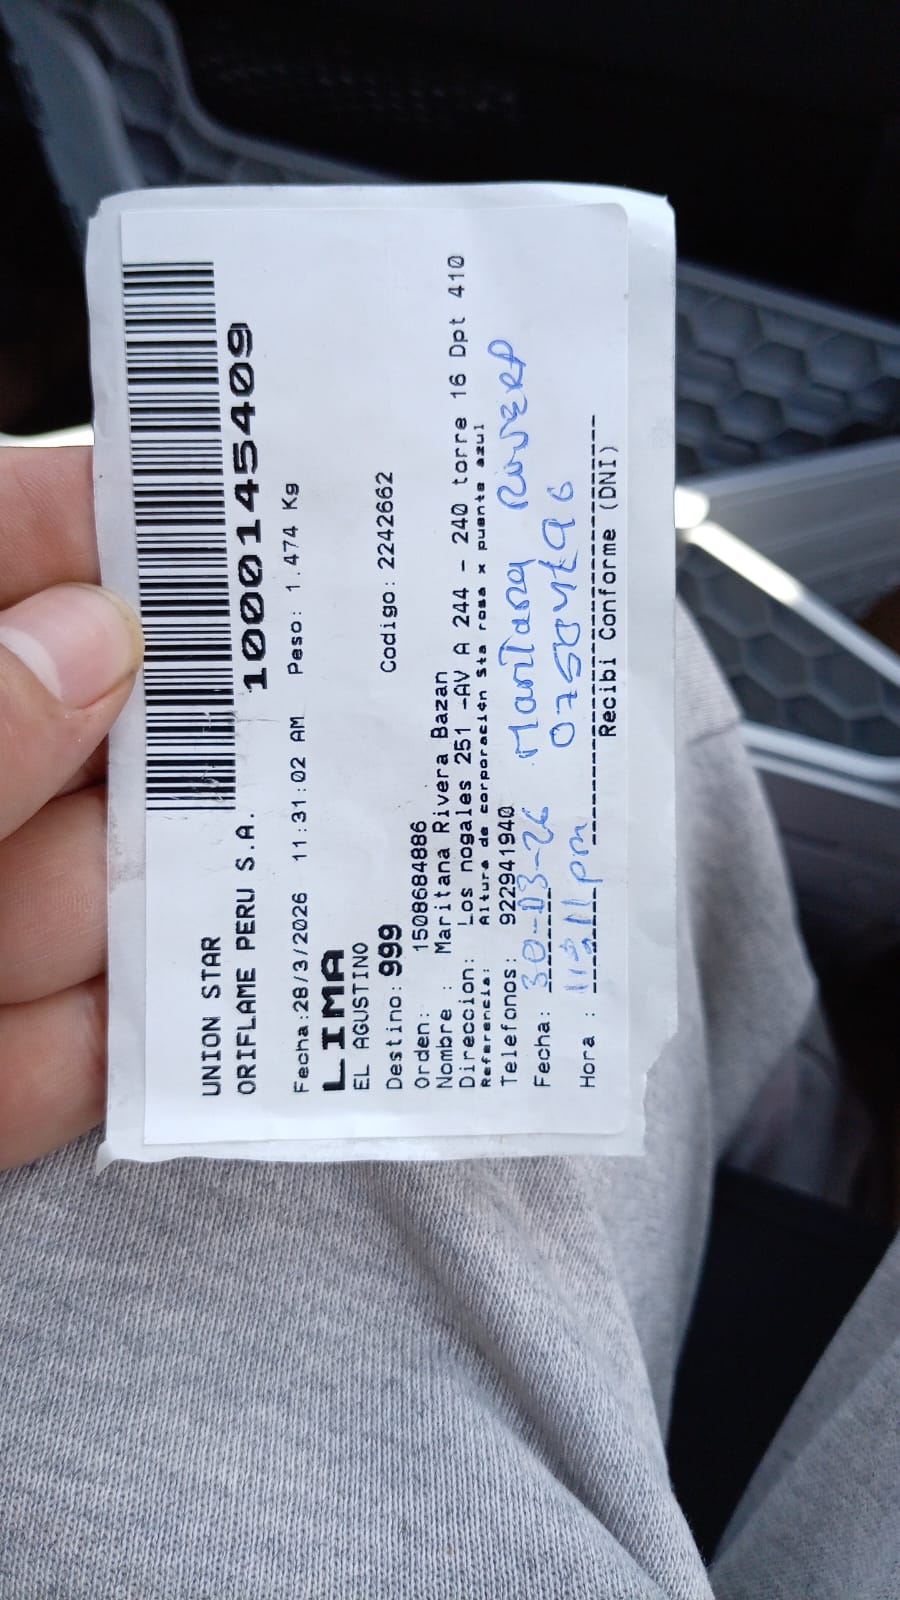 UNION STAR
ORIFLAME PERU S.A.
1000145409
Fecha:28/3/2026 11:31:02 AM Peso: 1.474 Kg
LIMA
EL AGUSTINO
Destino: 999 Codigo: 2242662
Orden: 1508684886
Nombre : Maritana Rivera Bazan
Direccion: Los nogales 251 -AV A 244 - 240 torre 16 Dpt 410
Referencia: Altura de corporación Sta rosa x puente azul
Telefonos: 922941940
Fecha: 30-03-26 Maritana Rivera
Hora :
Recibi Conforme (DNI)